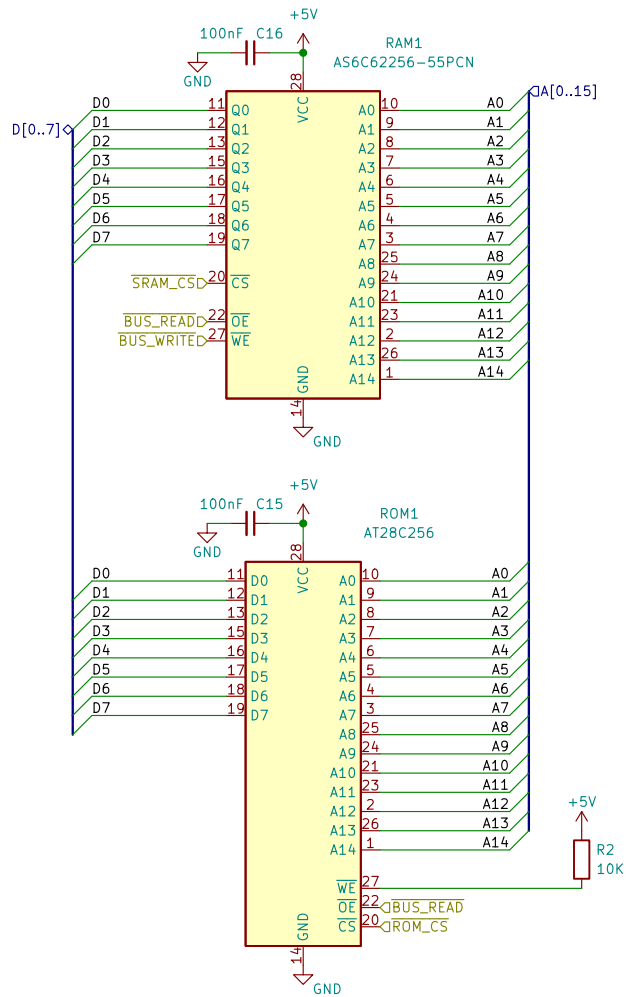 +5V
100nF C16
GND
RAM1
AS6C62256-55PCN
28
VCC
D[0..7]
A[0..15]
D0 11 Q0 A0 10 A0
D1 12 Q1 A1 9 A1
D2 13 Q2 A2 8 A2
D3 15 Q3 A3 7 A3
D4 16 Q4 A4 6 A4
D5 17 Q5 A5 5 A5
D6 18 Q6 A6 4 A6
D7 19 Q7 A7 3 A7
A8 25 A8
SRAM_CS 20 CS A9 24 A9
A10 21 A10
BUS_READ 22 OE A11 23 A11
BUS_WRITE 27 WE A12 2 A12
A13 26 A13
A14 1 A14
GND
14
GND
+5V
100nF C15
GND
ROM1
AT28C256
28
VCC
D0 11 D0 A0 10 A0
D1 12 D1 A1 9 A1
D2 13 D2 A2 8 A2
D3 15 D3 A3 7 A3
D4 16 D4 A4 6 A4
D5 17 D5 A5 5 A5
D6 18 D6 A6 4 A6
D7 19 D7 A7 3 A7
A8 25 A8
A9 24 A9
A10 21 A10
A11 23 A11
A12 2 A12
A13 26 A13
A14 1 A14
+5V
R2
10K
WE 27
OE 22 BUS_READ
CS 20 ROM_CS
GND
14
GND